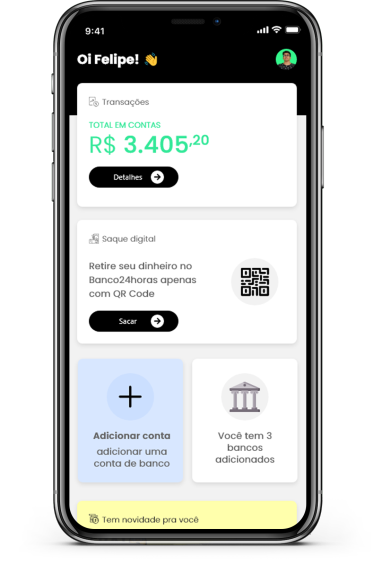 9:41
Oi Felipe! 👋
Transações
TOTAL EM CONTAS
R$ 3.405,20
Detalhes
Saque digital
Retire seu dinheiro no
Banco24horas apenas
com QR Code
Sacar
Adicionar conta
adicionar uma
conta de banco
Você tem 3
bancos
adicionados
Tem novidade pra você